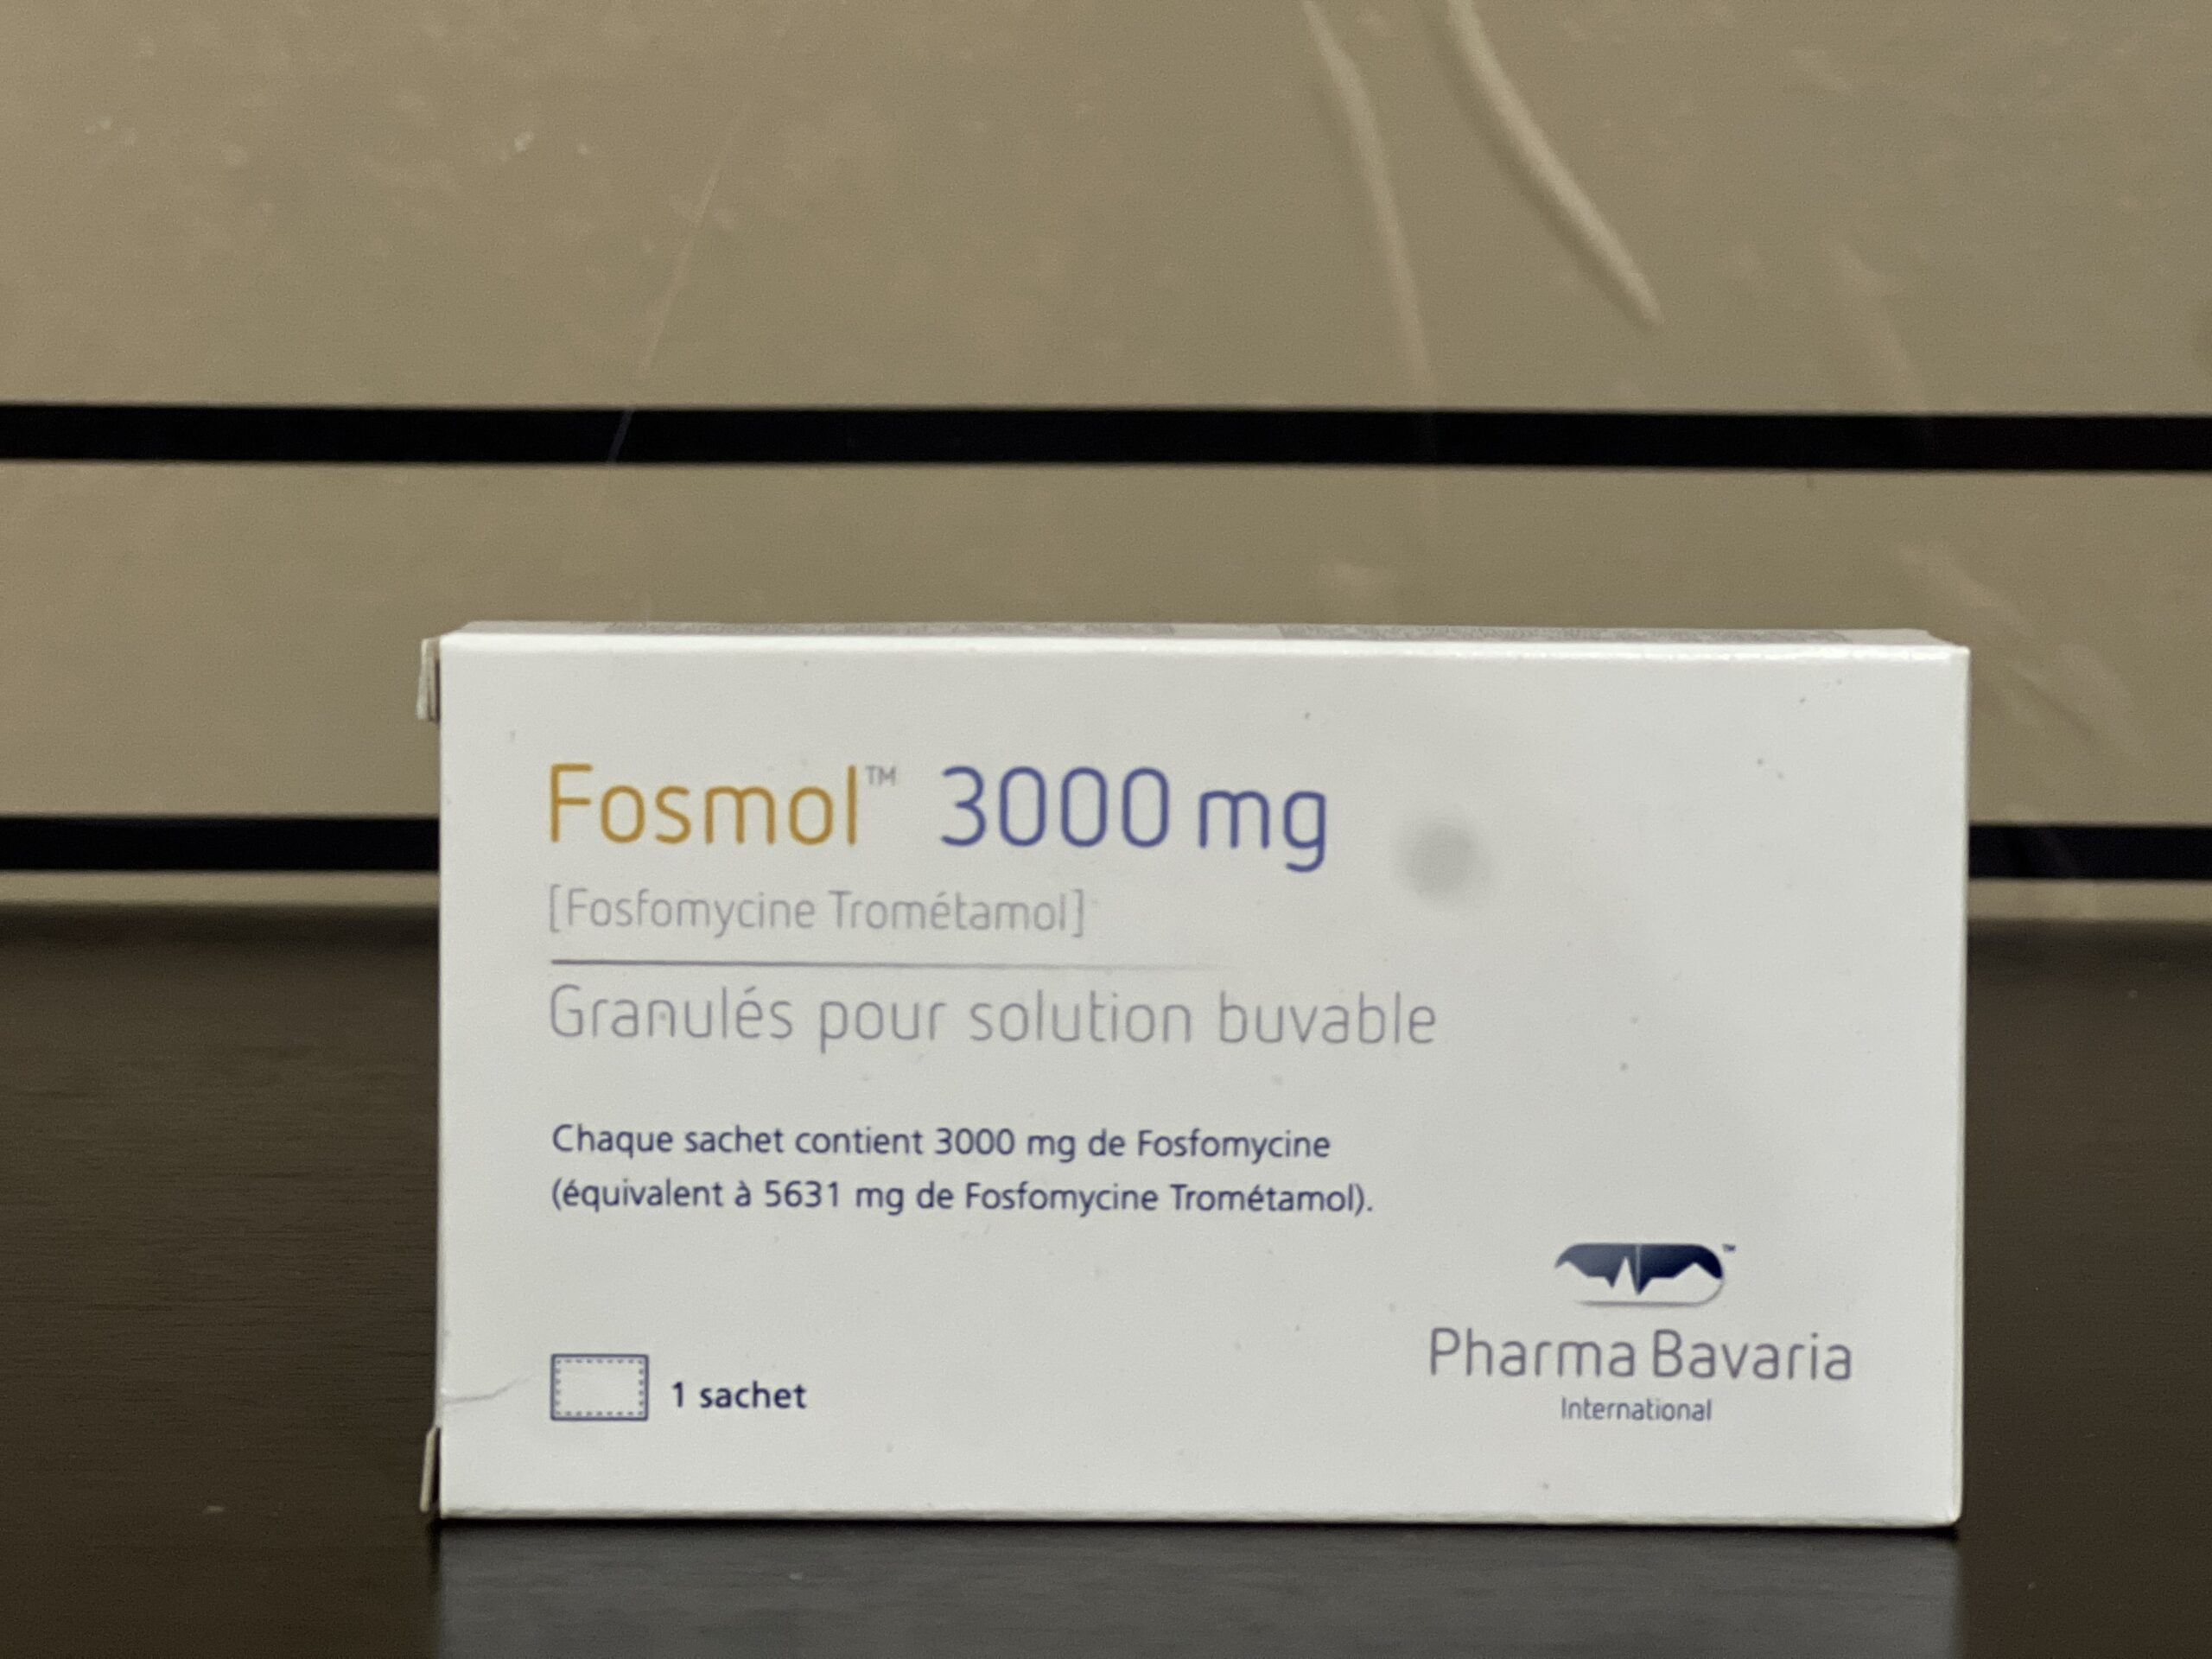 Fosmol™ 3000 mg
[Fosfomycine Trométamol]
Granulés pour solution buvable
Chaque sachet contient 3000 mg de Fosfomycine
(équivalent à 5631 mg de Fosfomycine Trométamol).
1 sachet
™
Pharma Bavaria
International